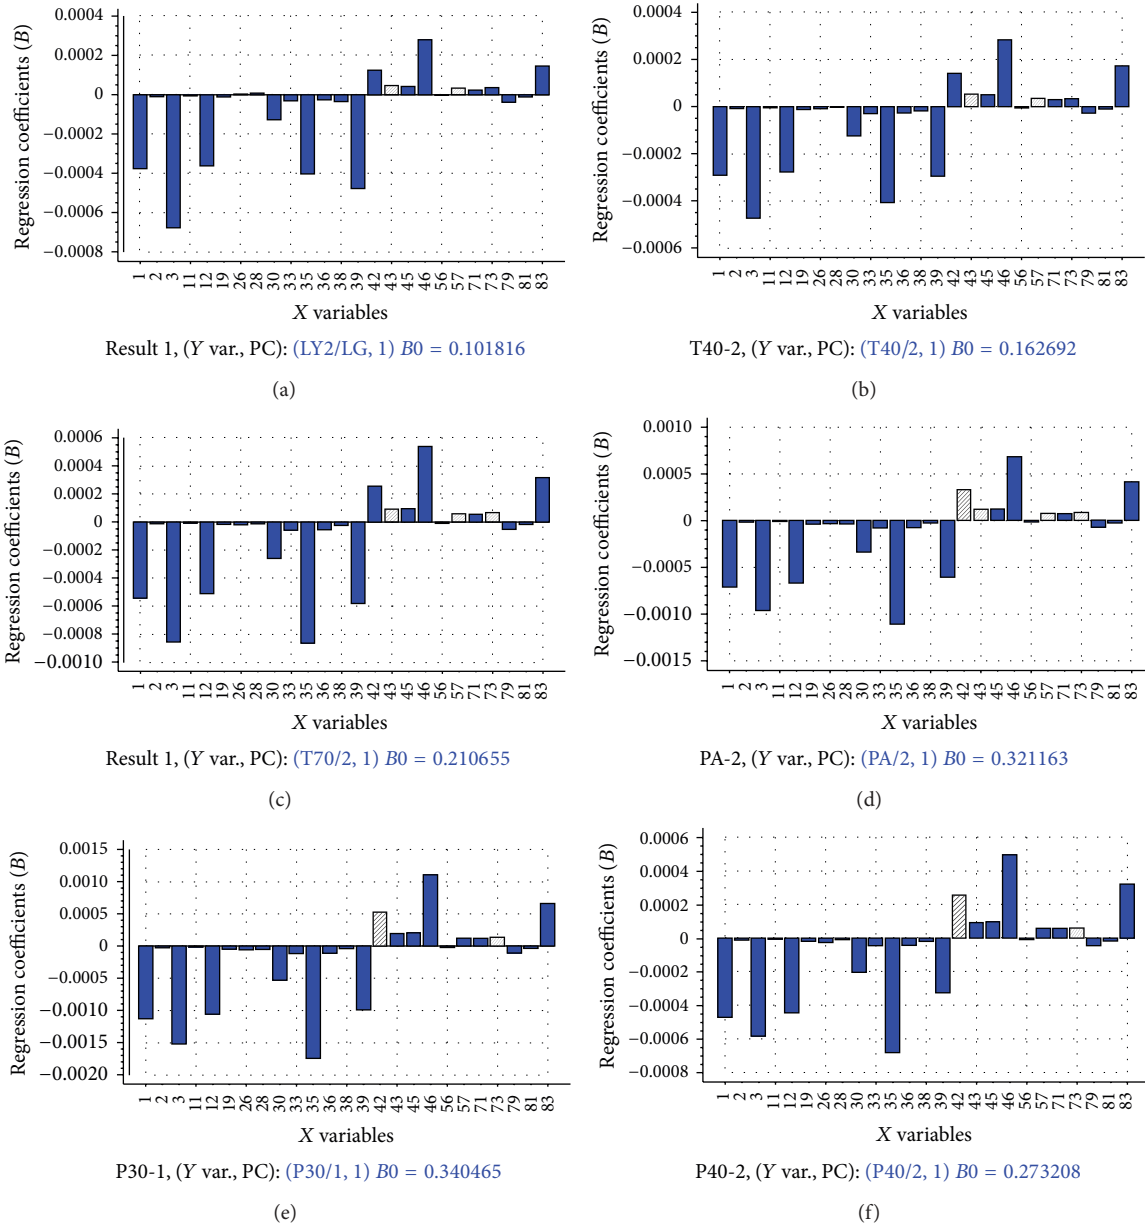 0.0004
0.0002
0
−0.0002
−0.0004
−0.0006
−0.0008
Regression coefficients (B)
1 2 3 11 12 19 26 28 30 33 35 36 38 39 42 43 45 46 56 57 71 73 79 81 83
X variables
Result 1, (Y var., PC): (LY2/LG, 1) B0 = 0.101816
(a)
0.0004
0.0002
0
−0.0002
−0.0004
−0.0006
Regression coefficients (B)
1 2 3 11 12 19 26 28 30 33 35 36 38 39 42 43 45 46 56 57 71 73 79 81 83
X variables
T40-2, (Y var., PC): (T40/2, 1) B0 = 0.162692
(b)
0.0006
0.0004
0.0002
0
−0.0002
−0.0004
−0.0006
−0.0008
−0.0010
Regression coefficients (B)
1 2 3 11 12 19 26 28 30 33 35 36 38 39 42 43 45 46 56 57 71 73 79 81 83
X variables
Result 1, (Y var., PC): (T70/2, 1) B0 = 0.210655
(c)
0.0010
0.0005
0
−0.0005
−0.0010
−0.0015
Regression coefficients (B)
1 2 3 11 12 19 26 28 30 33 35 36 38 39 42 43 45 46 56 57 71 73 79 81 83
X variables
PA-2, (Y var., PC): (PA/2, 1) B0 = 0.321163
(d)
0.0015
0.0010
0.0005
0
−0.0005
−0.0010
−0.0015
−0.0020
Regression coefficients (B)
1 2 3 11 12 19 26 28 30 33 35 36 38 39 42 43 45 46 56 57 71 73 79 81 83
X variables
P30-1, (Y var., PC): (P30/1, 1) B0 = 0.340465
(e)
0.0006
0.0004
0.0002
0
−0.0002
−0.0004
−0.0006
−0.0008
Regression coefficients (B)
1 2 3 11 12 19 26 28 30 33 35 36 38 39 42 43 45 46 56 57 71 73 79 81 83
X variables
P40-2, (Y var., PC): (P40/2, 1) B0 = 0.273208
(f)